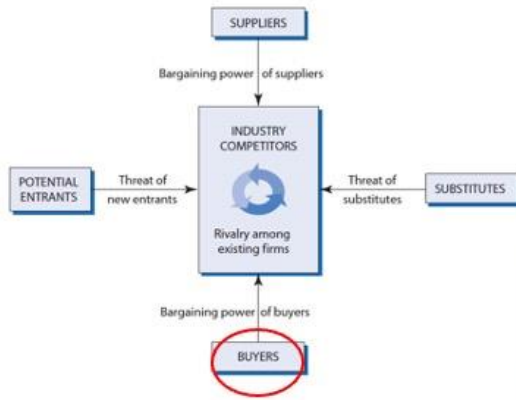 SUPPLIERS
Bargaining power of suppliers
INDUSTRY
COMPETITORS
POTENTIAL
ENTRANTS
Threat of
new entrants
Threat of
substitutes
SUBSTITUTES
Rivalry among
existing firms
Bargaining power of buyers
BUYERS